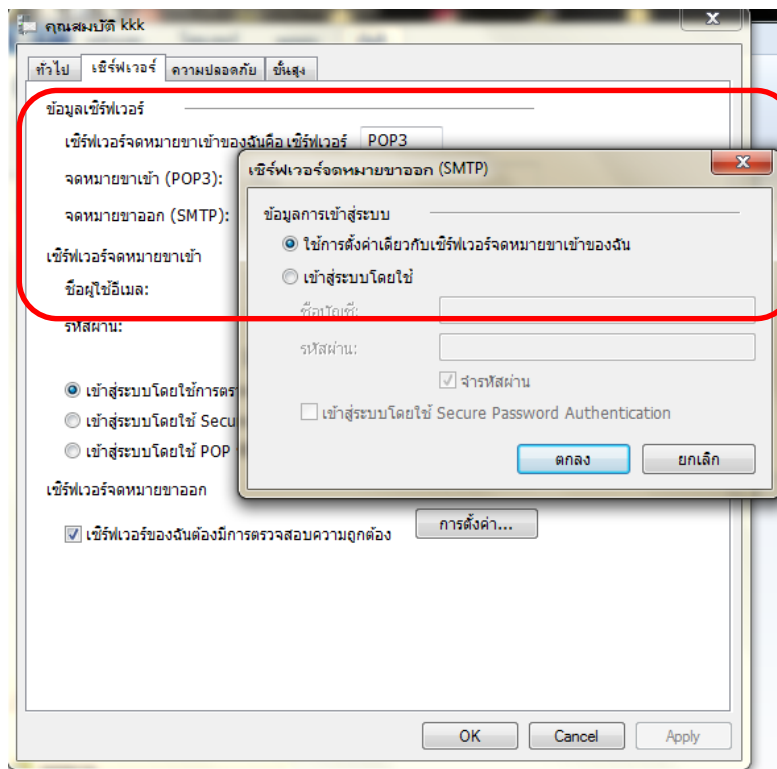 คุณสมบัติ kkk
ทั่วไป เซิร์ฟเวอร์ ความปลอดภัย ขั้นสูง
ข้อมูลเซิร์ฟเวอร์
เซิร์ฟเวอร์จดหมายขาเข้าของฉันคือ เซิร์ฟเวอร์ POP3
จดหมายขาเข้า (POP3):
จดหมายขาออก (SMTP):
เซิร์ฟเวอร์จดหมายขาเข้า
ชื่อผู้ใช้อีเมล:
รหัสผ่าน:
เข้าสู่ระบบโดยใช้การตรว
เข้าสู่ระบบโดยใช้ Secu
เข้าสู่ระบบโดยใช้ POP
เซิร์ฟเวอร์จดหมายขาออก
เซิร์ฟเวอร์ของฉันต้องมีการตรวจสอบความถูกต้อง การตั้งค่า...
OK Cancel Apply
เซิร์ฟเวอร์จดหมายขาออก (SMTP)
ข้อมูลการเข้าสู่ระบบ
ใช้การตั้งค่าเดียวกับเซิร์ฟเวอร์จดหมายขาเข้าของฉัน
เข้าสู่ระบบโดยใช้
ชื่อบัญชี:
รหัสผ่าน:
จำรหัสผ่าน
เข้าสู่ระบบโดยใช้ Secure Password Authentication
ตกลง ยกเลิก